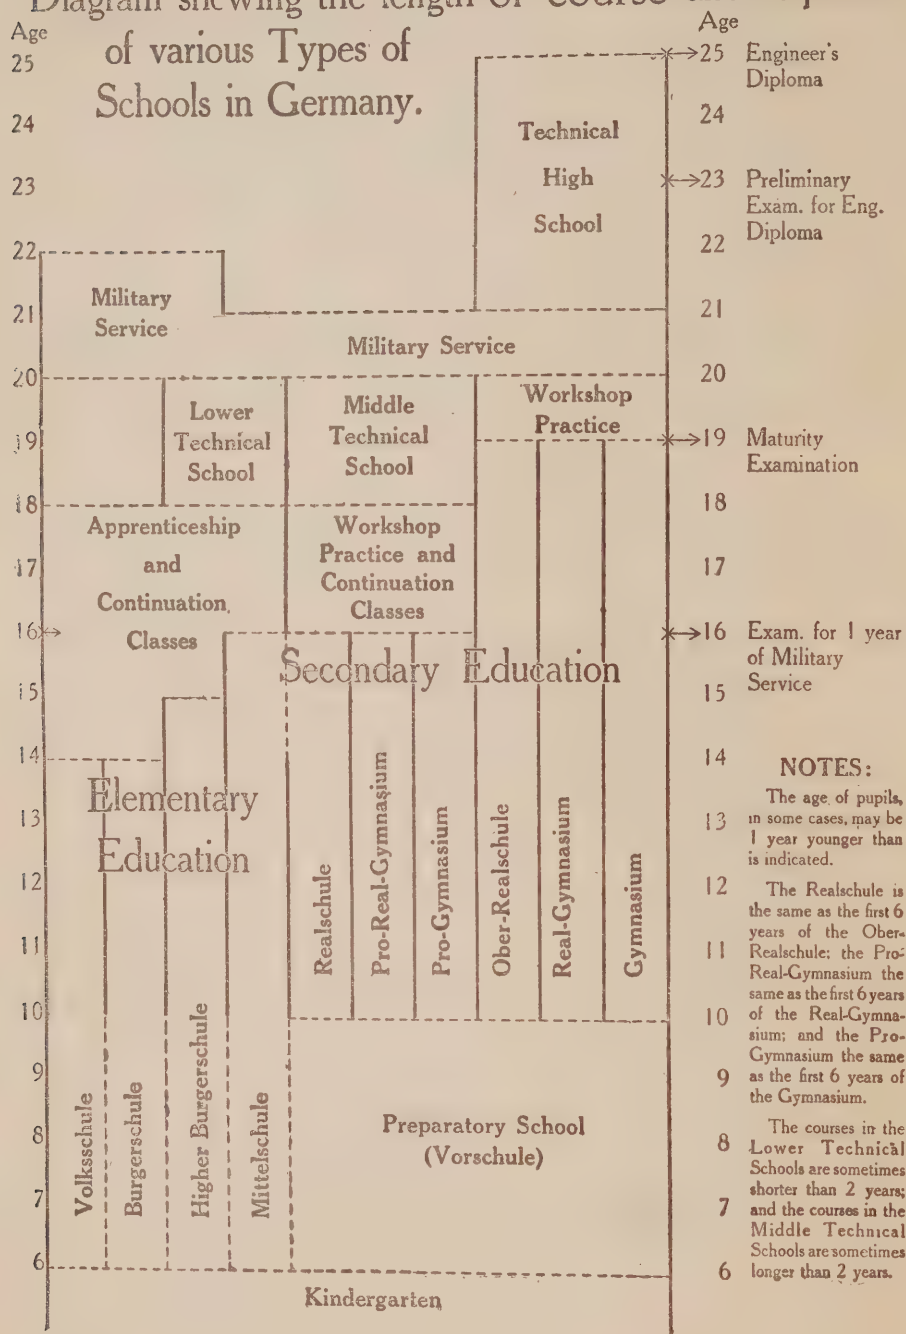 Diagram shewing the length of course
of various Types of
Schools in Germany.
Age
25
24
23
22
21
20
19
18
17
16
15
14
13
12
11
10
9
8
7
6
Technical
High
School
Military
Service
Military Service
Lower
Technical
School
Middle
Technical
School
Workshop
Practice
Apprenticeship
and
Continuation
Classes
Workshop
Practice and
Continuation
Classes
Secondary Education
Elementary
Education
Volksschule
Burgerschule
Higher Burgerschule
Mittelschule
Realschule
Pro-Real-Gymnasium
Pro-Gymnasium
Ober-Realschule
Real-Gymnasium
Gymnasium
Preparatory School
(Vorschule)
Kindergarten
Age
25 Engineer's
Diploma
24
23 Preliminary
Exam. for Eng.
22 Diploma
21
20
19 Maturity
Examination
18
17
16 Exam. for 1 year
of Military
15 Service
14
13
12
11
10
9
8
7
6
NOTES:
The age of pupils,
in some cases, may be
1 year younger than
is indicated.
The Realschule is
the same as the first 6
years of the Ober-
Realschule; the Pro-
Real-Gymnasium the
same as the first 6 years
of the Real-Gymna-
sium; and the Pro-
Gymnasium the same
as the first 6 years of
the Gymnasium.
The courses in the
Lower Technical
Schools are sometimes
shorter than 2 years;
and the courses in the
Middle Technical
Schools are sometimes
longer than 2 years.